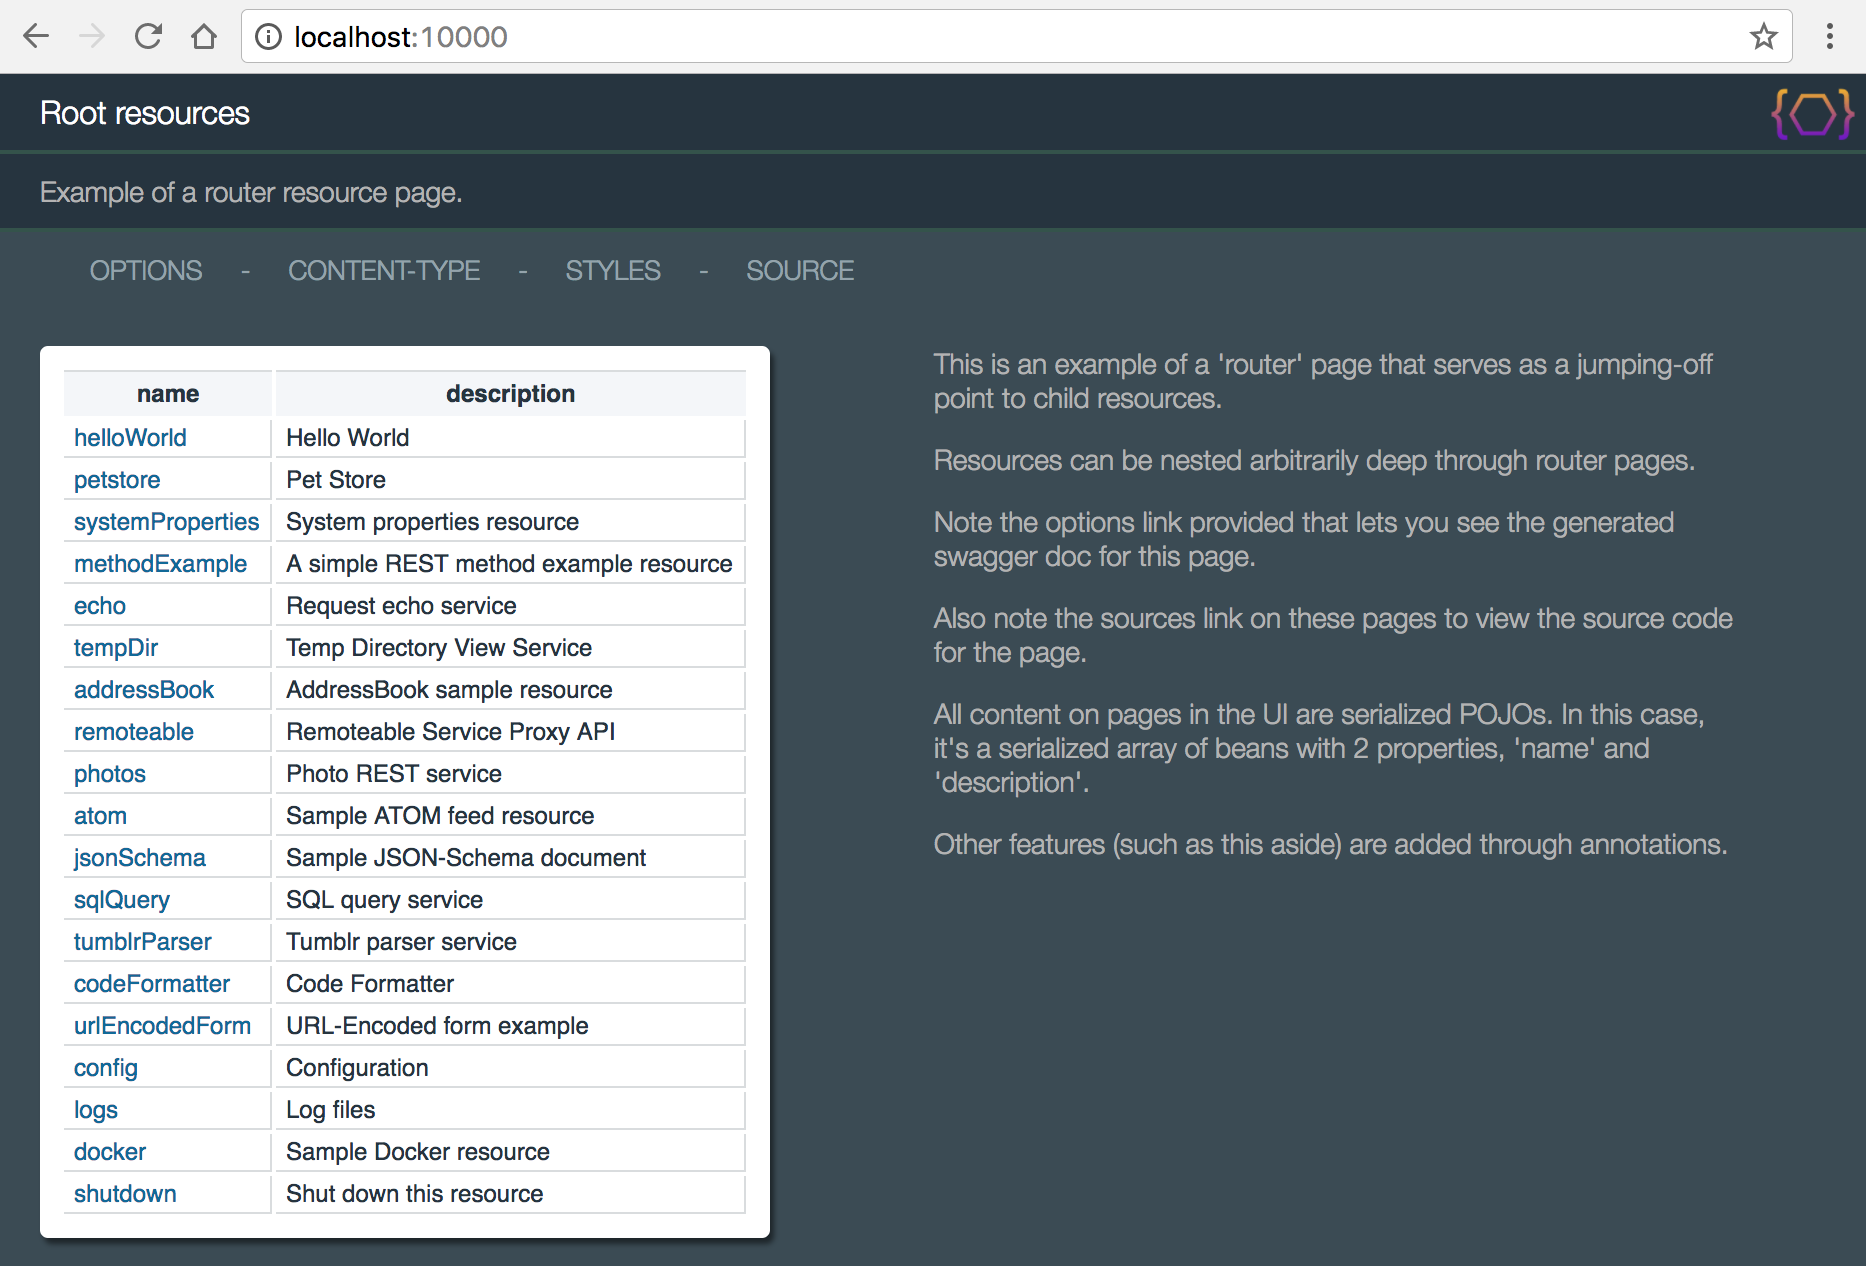 localhost:10000
Root resources
Example of a router resource page.
OPTIONS - CONTENT-TYPE - STYLES - SOURCE
name description
helloWorld Hello World
petstore Pet Store
systemProperties System properties resource
methodExample A simple REST method example resource
echo Request echo service
tempDir Temp Directory View Service
addressBook AddressBook sample resource
remoteable Remoteable Service Proxy API
photos Photo REST service
atom Sample ATOM feed resource
jsonSchema Sample JSON-Schema document
sqlQuery SQL query service
tumblrParser Tumblr parser service
codeFormatter Code Formatter
urlEncodedForm URL-Encoded form example
config Configuration
logs Log files
docker Sample Docker resource
shutdown Shut down this resource
This is an example of a 'router' page that serves as a jumping-off
point to child resources.
Resources can be nested arbitrarily deep through router pages.
Note the options link provided that lets you see the generated
swagger doc for this page.
Also note the sources link on these pages to view the source code
for the page.
All content on pages in the UI are serialized POJOs. In this case,
it's a serialized array of beans with 2 properties, 'name' and
'description'.
Other features (such as this aside) are added through annotations.